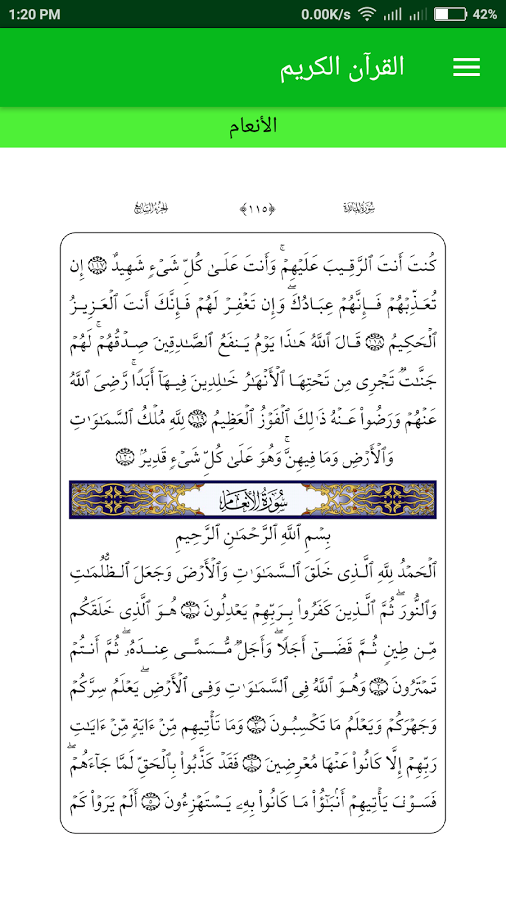 1:20 PM 0.00K/s 42%
القرآن الكريم
الأنعام
سُورَةُ المَائدة ﴿١١٥﴾ الجزء السابع
كُنتَ أَنتَ ٱلرَّقِيبَ عَلَيۡهِمۡۚ وَأَنتَ عَلَىٰ كُلِّ شَيۡءٖ شَهِيدٌ ١١٧ إِن
تُعَذِّبۡهُمۡ فَإِنَّهُمۡ عِبَادُكَۖ وَإِن تَغۡفِرۡ لَهُمۡ فَإِنَّكَ أَنتَ ٱلۡعَزِيزُ
ٱلۡحَكِيمُ ١١٨ قَالَ ٱللَّهُ هَٰذَا يَوۡمُ يَنفَعُ ٱلصَّٰدِقِينَ صِدۡقُهُمۡۚ لَهُمۡ
جَنَّٰتٞ تَجۡرِي مِن تَحۡتِهَا ٱلۡأَنۡهَٰرُ خَٰلِدِينَ فِيهَآ أَبَدٗاۚ رَّضِيَ ٱللَّهُ
عَنۡهُمۡ وَرَضُواْ عَنۡهُۚ ذَٰلِكَ ٱلۡفَوۡزُ ٱلۡعَظِيمُ ١١٩ لِلَّهِ مُلۡكُ ٱلسَّمَٰوَٰتِ
وَٱلۡأَرۡضِ وَمَا فِيهِنَّۚ وَهُوَ عَلَىٰ كُلِّ شَيۡءٖ قَدِيرُۢ ١٢٠
سُورَةُ الأَنعَام
بِسۡمِ ٱللَّهِ ٱلرَّحۡمَٰنِ ٱلرَّحِيمِ
ٱلۡحَمۡدُ لِلَّهِ ٱلَّذِي خَلَقَ ٱلسَّمَٰوَٰتِ وَٱلۡأَرۡضَ وَجَعَلَ ٱلظُّلُمَٰتِ
وَٱلنُّورَۖ ثُمَّ ٱلَّذِينَ كَفَرُواْ بِرَبِّهِمۡ يَعۡدِلُونَ ١ هُوَ ٱلَّذِي خَلَقَكُم
مِّن طِينٖ ثُمَّ قَضَىٰٓ أَجَلٗاۖ وَأَجَلٞ مُّسَمًّى عِندَهُۥۖ ثُمَّ أَنتُمۡ
تَمۡتَرُونَ ٢ وَهُوَ ٱللَّهُ فِي ٱلسَّمَٰوَٰتِ وَفِي ٱلۡأَرۡضِ يَعۡلَمُ سِرَّكُمۡ
وَجَهۡرَكُمۡ وَيَعۡلَمُ مَا تَكۡسِبُونَ ٣ وَمَا تَأۡتِيهِم مِّنۡ ءَايَةٖ مِّنۡ ءَايَٰتِ
رَبِّهِمۡ إِلَّا كَانُواْ عَنۡهَا مُعۡرِضِينَ ٤ فَقَدۡ كَذَّبُواْ بِٱلۡحَقِّ لَمَّا جَآءَهُمۡ
فَسَوۡفَ يَأۡتِيهِمۡ أَنۢبَٰٓؤُاْ مَا كَانُواْ بِهِۦ يَسۡتَهۡزِءُونَ ٥ أَلَمۡ يَرَوۡاْ كَمۡ